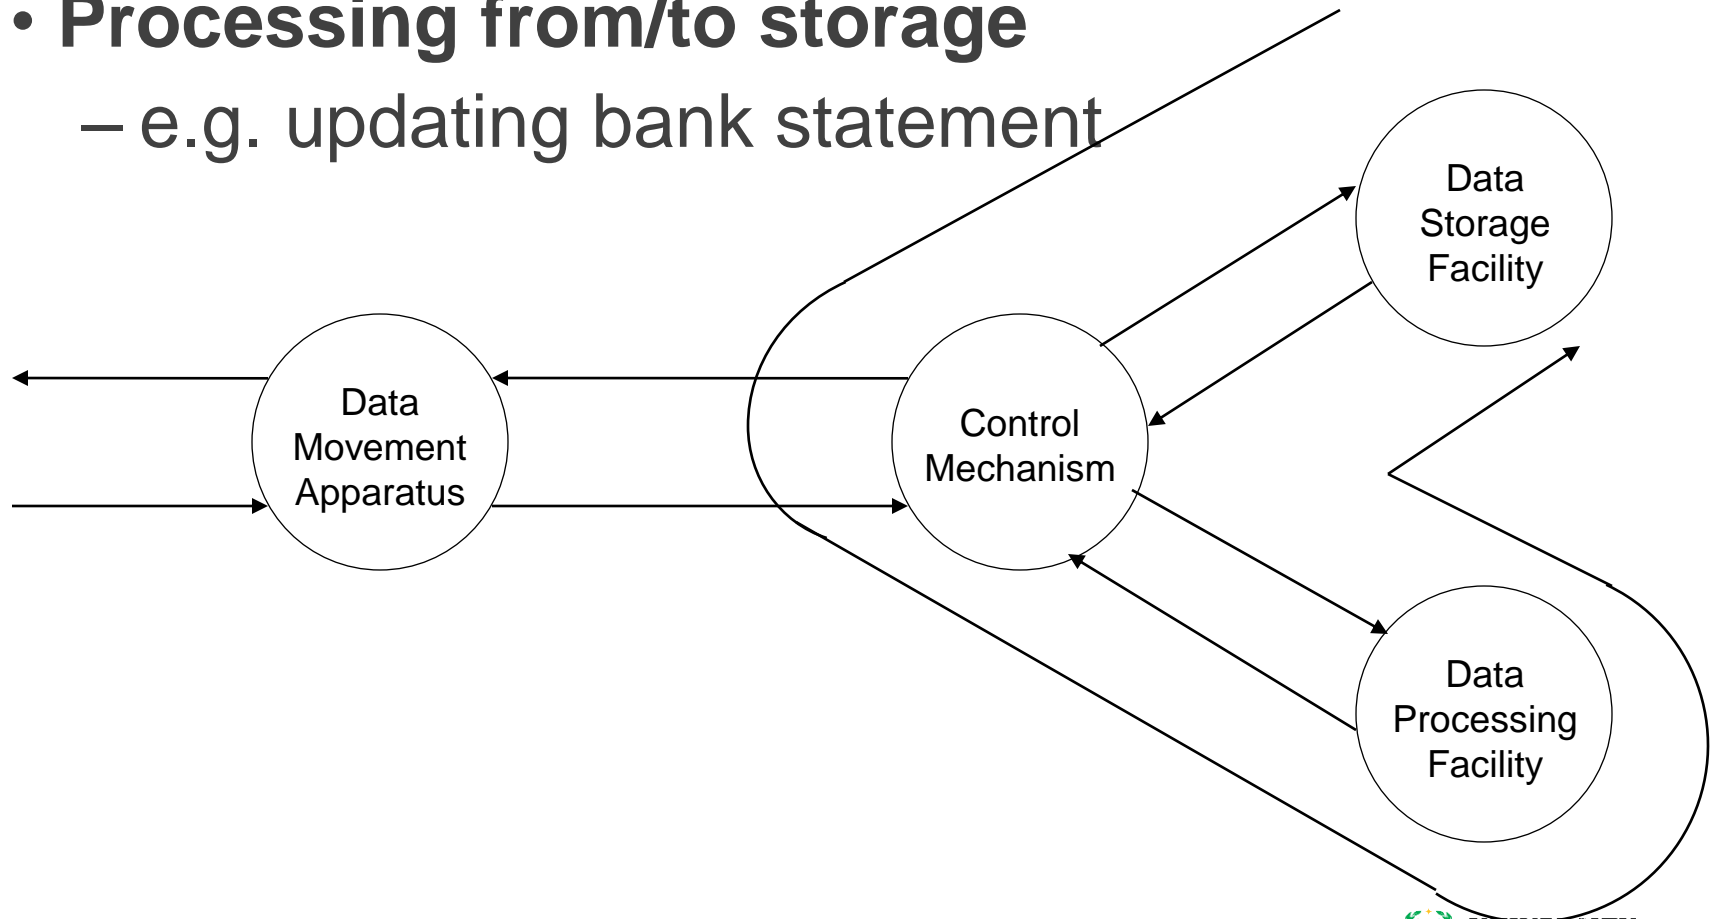 • Processing from/to storage
– e.g. updating bank statement
Data
Storage
Facility
Data
Movement
Apparatus
Control
Mechanism
Data
Processing
Facility